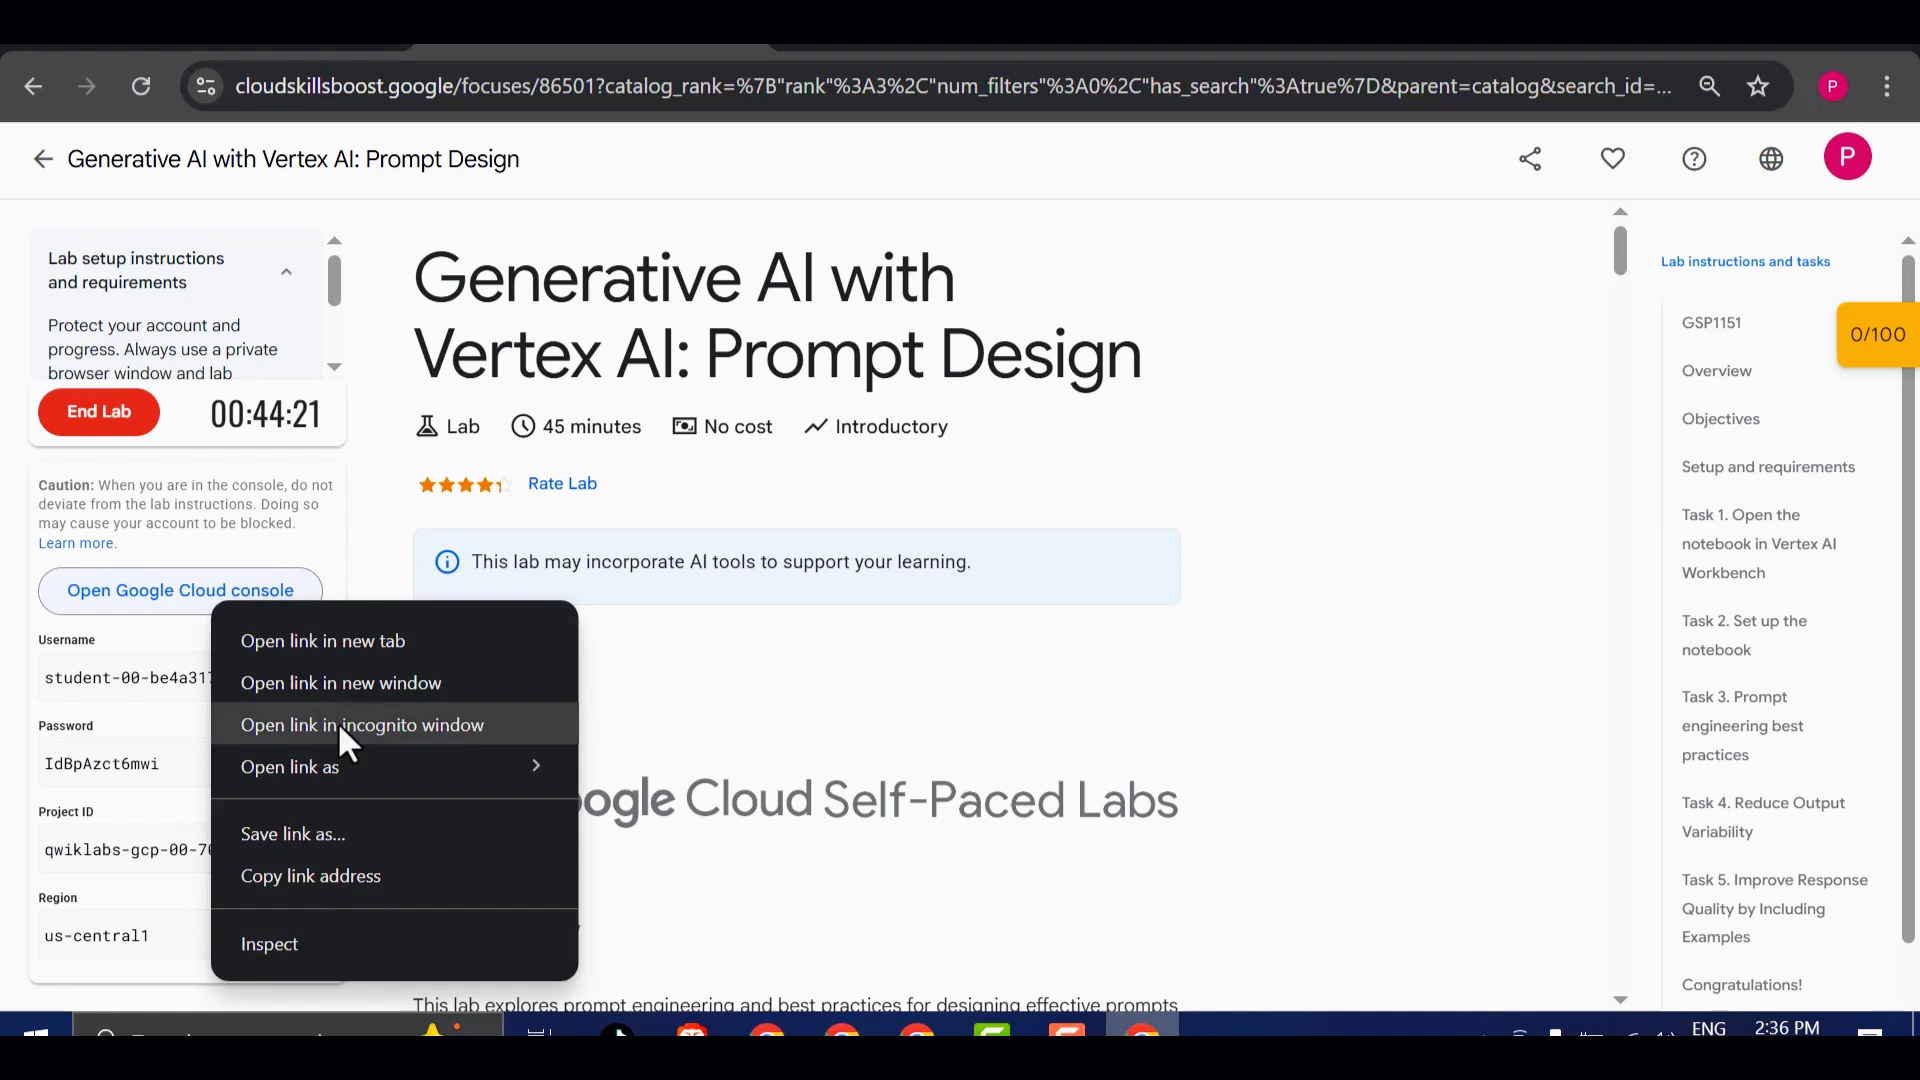 cloudskillsboost.google/focuses/86501?catalog_rank=%7B"rank"%3A3%2C"num_filters"%3A0%2C"has_search"%3Atrue%7D&parent=catalog&search_id=...
P
Generative AI with Vertex AI: Prompt Design
P
Lab setup instructions
and requirements
Protect your account and
progress. Always use a private
browser window and lab
End Lab
00:44:21
Caution: When you are in the console, do not
deviate from the lab instructions. Doing so
may cause your account to be blocked.
Learn more.
Open Google Cloud console
Username
student-00-be4a317
Password
IdBpAzct6mwi
Project ID
qwiklabs-gcp-00-70
Region
us-central1
Open link in new tab
Open link in new window
Open link in incognito window
Open link as
Save link as...
Copy link address
Inspect
Generative AI with
Vertex AI: Prompt Design
Lab
45 minutes
No cost
Introductory
Rate Lab
This lab may incorporate AI tools to support your learning.
ogle Cloud Self-Paced Labs
This lab explores prompt engineering and best practices for designing effective prompts
Lab instructions and tasks
GSP1151
0/100
Overview
Objectives
Setup and requirements
Task 1. Open the
notebook in Vertex AI
Workbench
Task 2. Set up the
notebook
Task 3. Prompt
engineering best
practices
Task 4. Reduce Output
Variability
Task 5. Improve Response
Quality by Including
Examples
Congratulations!
ENG
2:36 PM